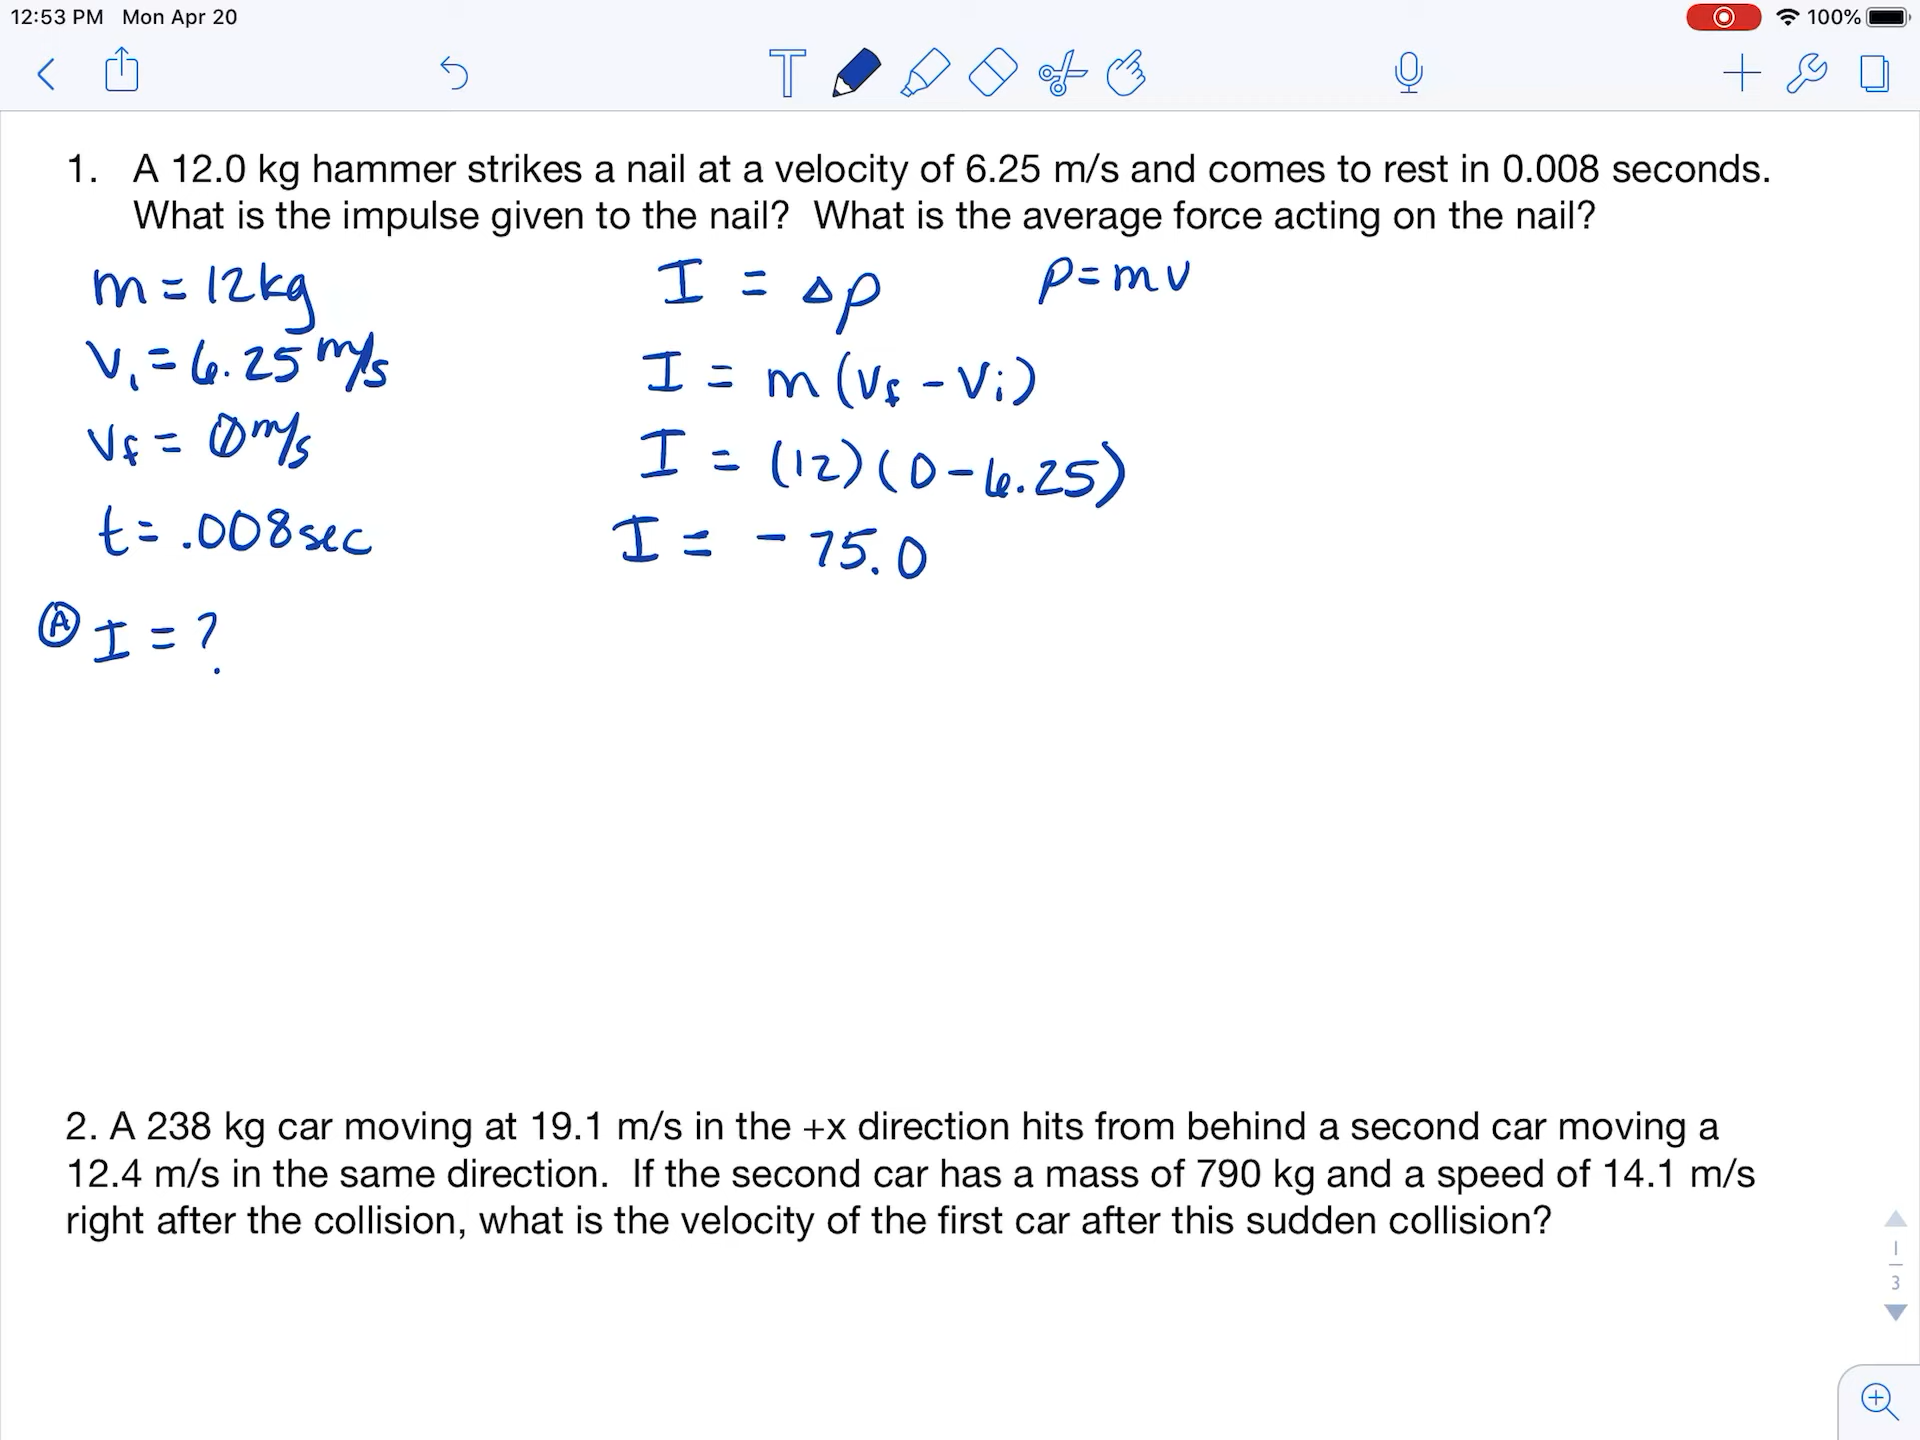 12:53 PM Mon Apr 20
100%
T
1. A 12.0 kg hammer strikes a nail at a velocity of 6.25 m/s and comes to rest in 0.008 seconds.
What is the impulse given to the nail? What is the average force acting on the nail?
m = 12kg
Vi = 6.25 m/s
Vf = 0 m/s
t = .008sec
Ⓐ I = ?
I = Δp
p = mv
I = m(Vf - Vi)
I = (12)(0-6.25)
I = - 75.0
2. A 238 kg car moving at 19.1 m/s in the +x direction hits from behind a second car moving a
12.4 m/s in the same direction. If the second car has a mass of 790 kg and a speed of 14.1 m/s
right after the collision, what is the velocity of the first car after this sudden collision?
1
3